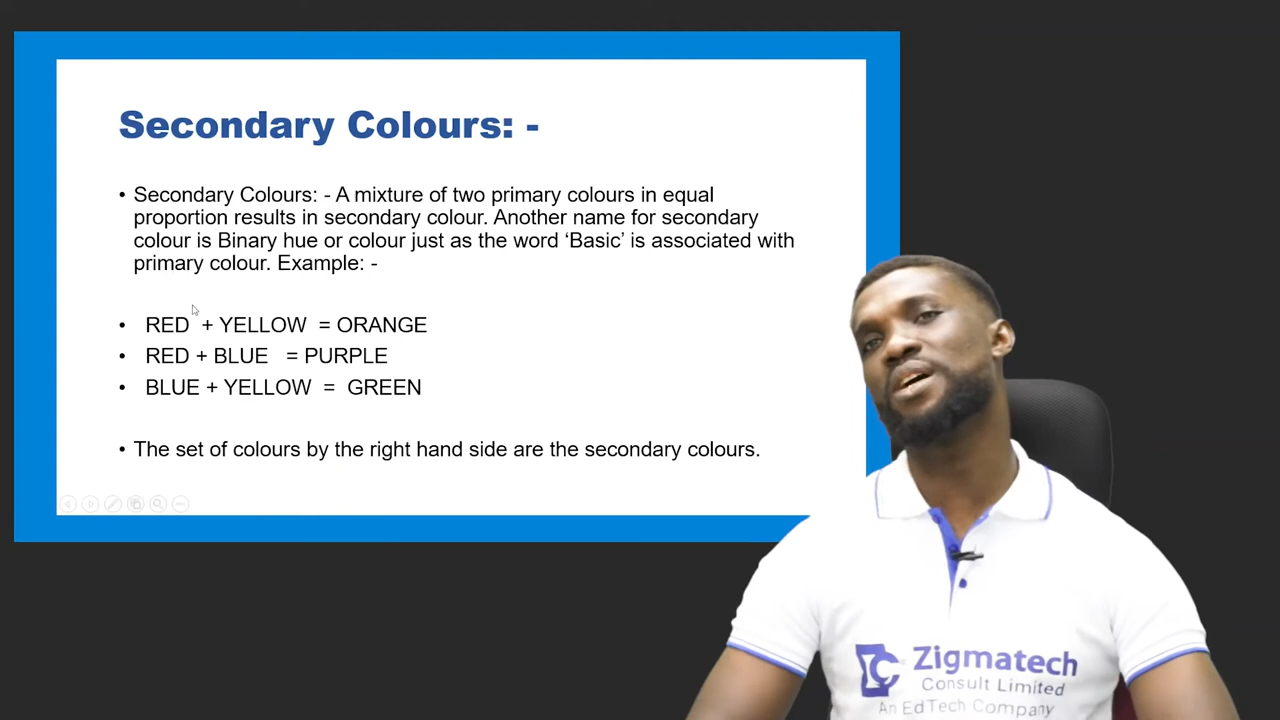 Secondary Colours: -
• Secondary Colours: - A mixture of two primary colours in equal
proportion results in secondary colour. Another name for secondary
colour is Binary hue or colour just as the word ‘Basic’ is associated with
primary colour. Example: -
• RED + YELLOW = ORANGE
• RED + BLUE = PURPLE
• BLUE + YELLOW = GREEN
• The set of colours by the right hand side are the secondary colours.
Zigmatech
Consult Limited
An EdTech Company